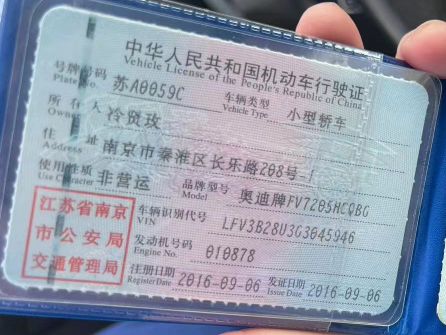 中华人民共和国机动车行驶证
Vehicle License of the People's Republic of China
号牌号码 苏A0059C 车辆类型 小型轿车
Plate No. Vehicle Type
所有人 冷贤玫
Owner
住址 南京市秦淮区长乐路208号-1
Address
使用性质 非营运 品牌型号 奥迪牌FV7205HCQBG
Use Character Model
江苏省南京
市公安局
交通管理局
车辆识别代号 LFV3B28U3G3045946
VIN
发动机号码 010878
Engine No.
注册日期 2016-09-06 发证日期 2016-09-06
Register Date Issue Date